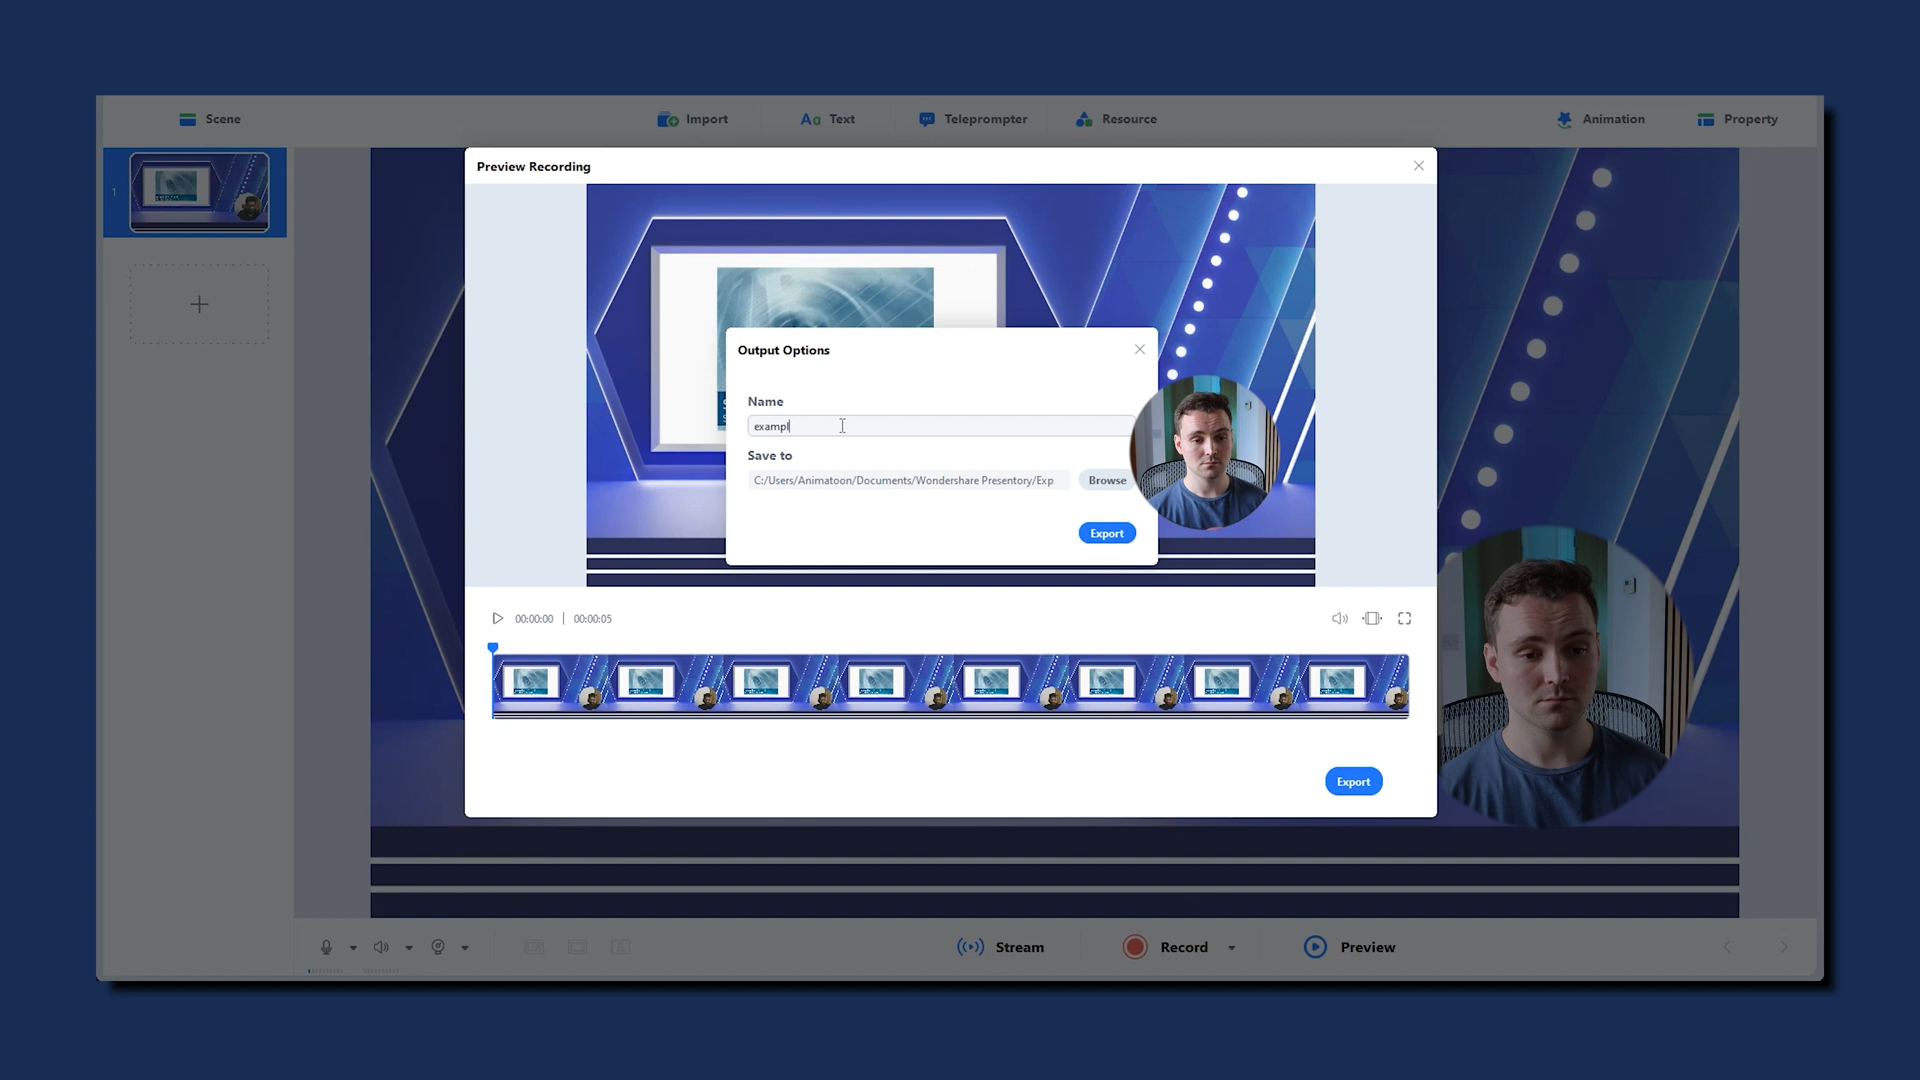 Scene
Import
Text
Teleprompter
Resource
Animation
Property
1
Preview Recording
Output Options
Name
exampl
Save to
C:/Users/Animatoon/Documents/Wondershare Presentory/Exp
Browse
Export
00:00:00 | 00:00:05
Export
Stream
Record
Preview